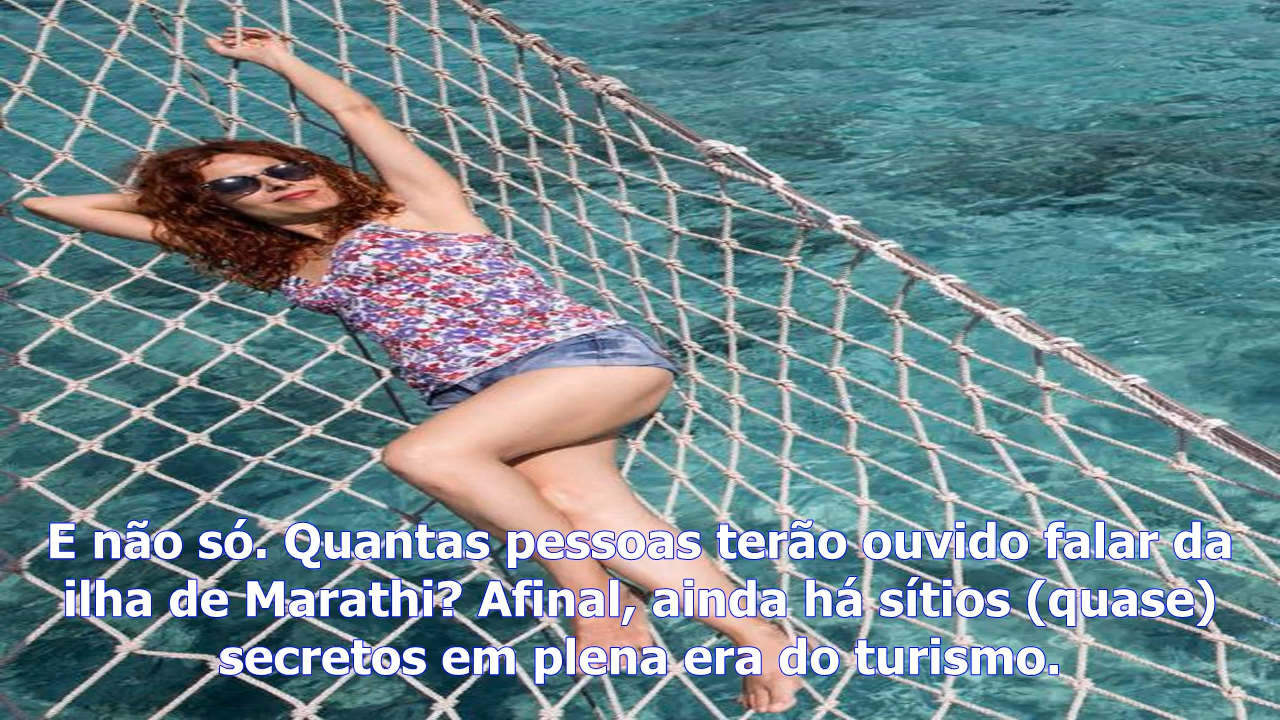 E não só. Quantas pessoas terão ouvido falar da
ilha de Marathi? Afinal, ainda há sítios (quase)
secretos em plena era do turismo.